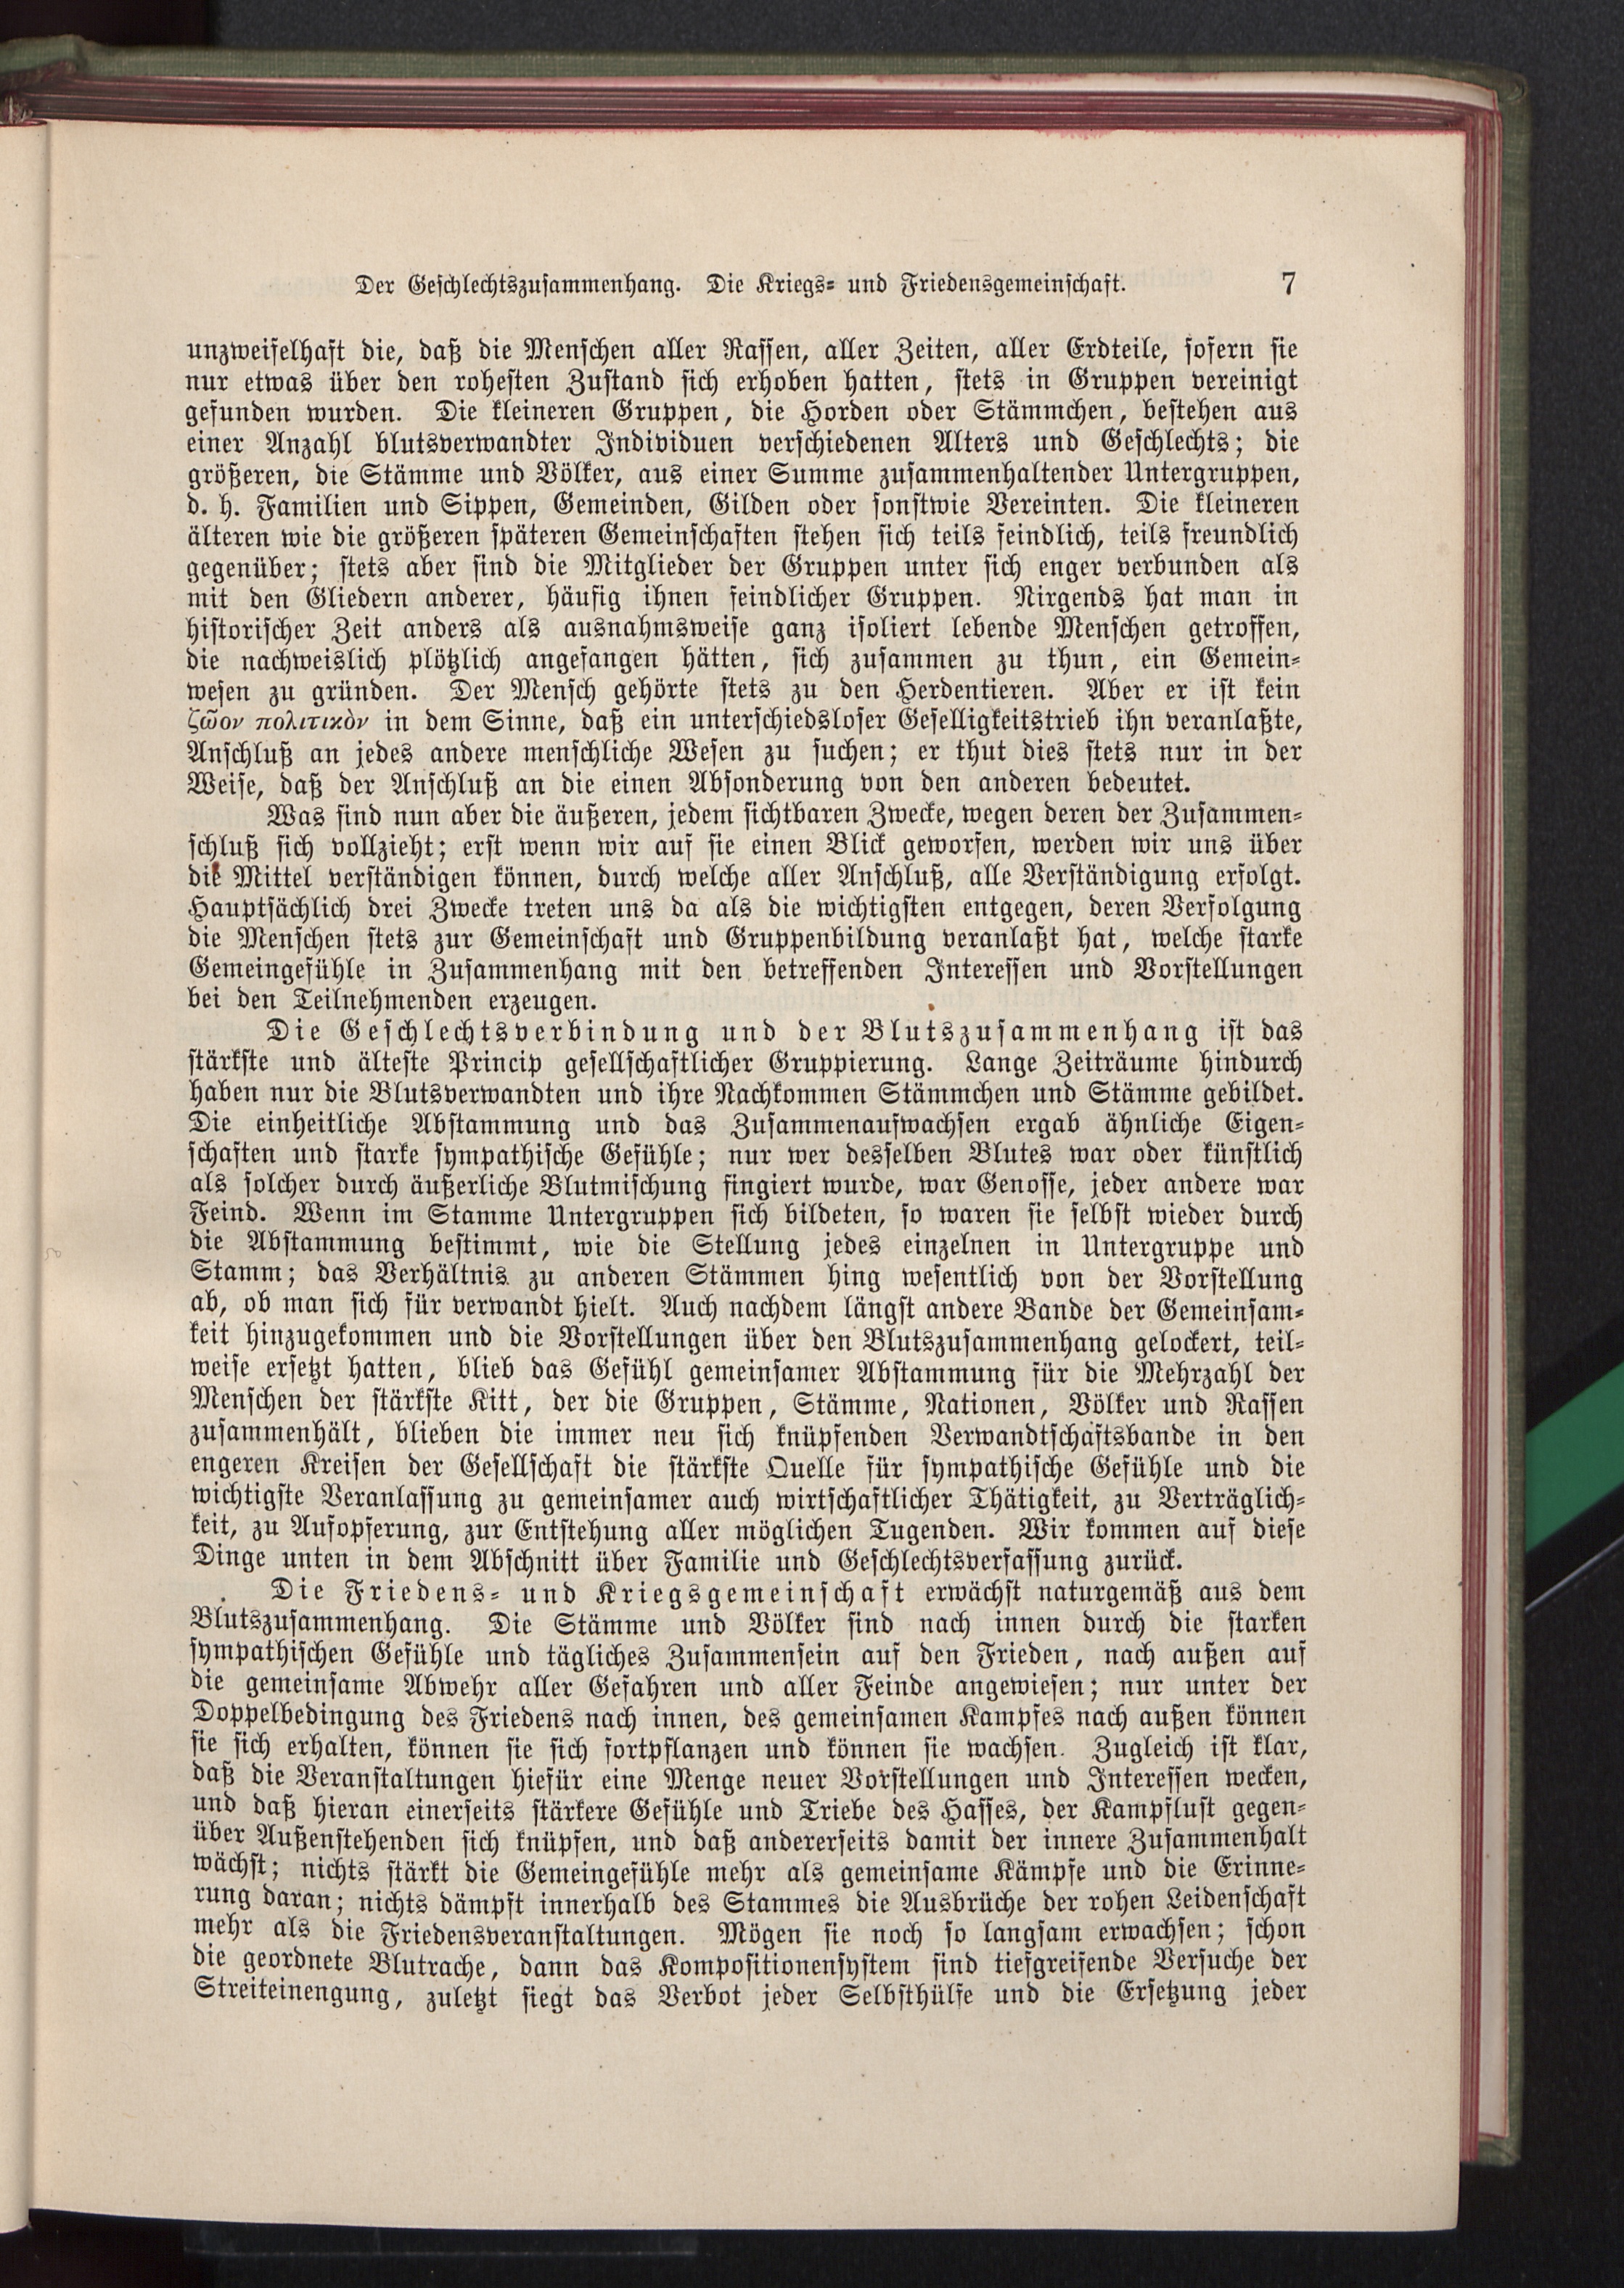 Der Geschlechtszusammenhang. Die Kriegs- und Friedensgemeinschaft. 7
unzweifelhaft die, daß die Menschen aller Rassen, aller Zeiten, aller Erdteile, sofern sie
nur etwas über den rohesten Zustand sich erhoben hatten, stets in Gruppen vereinigt
gefunden wurden. Die kleineren Gruppen, die Horden oder Stämmchen, bestehen aus
einer Anzahl blutsverwandter Individuen verschiedenen Alters und Geschlechts; die
größeren, die Stämme und Völker, aus einer Summe zusammenhaltender Untergruppen,
d. h. Familien und Sippen, Gemeinden, Gilden oder sonstwie Vereinten. Die kleineren
älteren wie die größeren späteren Gemeinschaften stehen sich teils feindlich, teils freundlich
gegenüber; stets aber sind die Mitglieder der Gruppen unter sich enger verbunden als
mit den Gliedern anderer, häufig ihnen feindlicher Gruppen. Nirgends hat man in
historischer Zeit anders als ausnahmsweise ganz isoliert lebende Menschen getroffen,
die nachweislich plötzlich angefangen hätten, sich zusammen zu thun, ein Gemein-
wesen zu gründen. Der Mensch gehörte stets zu den Herdentieren. Aber er ist kein
ζῶον πολιτικὸν in dem Sinne, daß ein unterschiedsloser Geselligkeitstrieb ihn veranlaßte,
Anschluß an jedes andere menschliche Wesen zu suchen; er thut dies stets nur in der
Weise, daß der Anschluß an die einen Absonderung von den anderen bedeutet.
Was sind nun aber die äußeren, jedem sichtbaren Zwecke, wegen deren der Zusammen-
schluß sich vollzieht; erst wenn wir auf sie einen Blick geworfen, werden wir uns über
die Mittel verständigen können, durch welche aller Anschluß, alle Verständigung erfolgt.
Hauptsächlich drei Zwecke treten uns da als die wichtigsten entgegen, deren Verfolgung
die Menschen stets zur Gemeinschaft und Gruppenbildung veranlaßt hat, welche starke
Gemeingefühle in Zusammenhang mit den betreffenden Interessen und Vorstellungen
bei den Teilnehmenden erzeugen.
Die Geschlechtsverbindung und der Blutszusammenhang ist das
stärkste und älteste Princip gesellschaftlicher Gruppierung. Lange Zeiträume hindurch
haben nur die Blutsverwandten und ihre Nachkommen Stämmchen und Stämme gebildet.
Die einheitliche Abstammung und das Zusammenaufwachsen ergab ähnliche Eigen-
schaften und starke sympathische Gefühle; nur wer desselben Blutes war oder künstlich
als solcher durch äußerliche Blutmischung fingiert wurde, war Genosse, jeder andere war
Feind. Wenn im Stamme Untergruppen sich bildeten, so waren sie selbst wieder durch
die Abstammung bestimmt, wie die Stellung jedes einzelnen in Untergruppe und
Stamm; das Verhältnis zu anderen Stämmen hing wesentlich von der Vorstellung
ab, ob man sich für verwandt hielt. Auch nachdem längst andere Bande der Gemeinsam-
keit hinzugekommen und die Vorstellungen über den Blutszusammenhang gelockert, teil-
weise ersetzt hatten, blieb das Gefühl gemeinsamer Abstammung für die Mehrzahl der
Menschen der stärkste Kitt, der die Gruppen, Stämme, Nationen, Völker und Rassen
zusammenhält, blieben die immer neu sich knüpfenden Verwandtschaftsbande in den
engeren Kreisen der Gesellschaft die stärkste Quelle für sympathische Gefühle und die
wichtigste Veranlassung zu gemeinsamer auch wirtschaftlicher Thätigkeit, zu Verträglich-
keit, zu Aufopferung, zur Entstehung aller möglichen Tugenden. Wir kommen auf diese
Dinge unten in dem Abschnitt über Familie und Geschlechtsverfassung zurück.
Die Friedens- und Kriegsgemeinschaft erwächst naturgemäß aus dem
Blutszusammenhang. Die Stämme und Völker sind nach innen durch die starken
sympathischen Gefühle und tägliches Zusammensein auf den Frieden, nach außen auf
die gemeinsame Abwehr aller Gefahren und aller Feinde angewiesen; nur unter der
Doppelbedingung des Friedens nach innen, des gemeinsamen Kampfes nach außen können
sie sich erhalten, können sie sich fortpflanzen und können sie wachsen. Zugleich ist klar,
daß die Veranstaltungen hiefür eine Menge neuer Vorstellungen und Interessen wecken,
und daß hieran einerseits stärkere Gefühle und Triebe des Hasses, der Kampflust gegen-
über Außenstehenden sich knüpfen, und daß andererseits damit der innere Zusammenhalt
wächst; nichts stärkt die Gemeingefühle mehr als gemeinsame Kämpfe und die Erinne-
rung daran; nichts dämpft innerhalb des Stammes die Ausbrüche der rohen Leidenschaft
mehr als die Friedensveranstaltungen. Mögen sie noch so langsam erwachsen; schon
die geordnete Blutrache, dann das Kompositionensystem sind tiefgreifende Versuche der
Streiteinengung, zuletzt siegt das Verbot jeder Selbsthülfe und die Ersetzung jeder